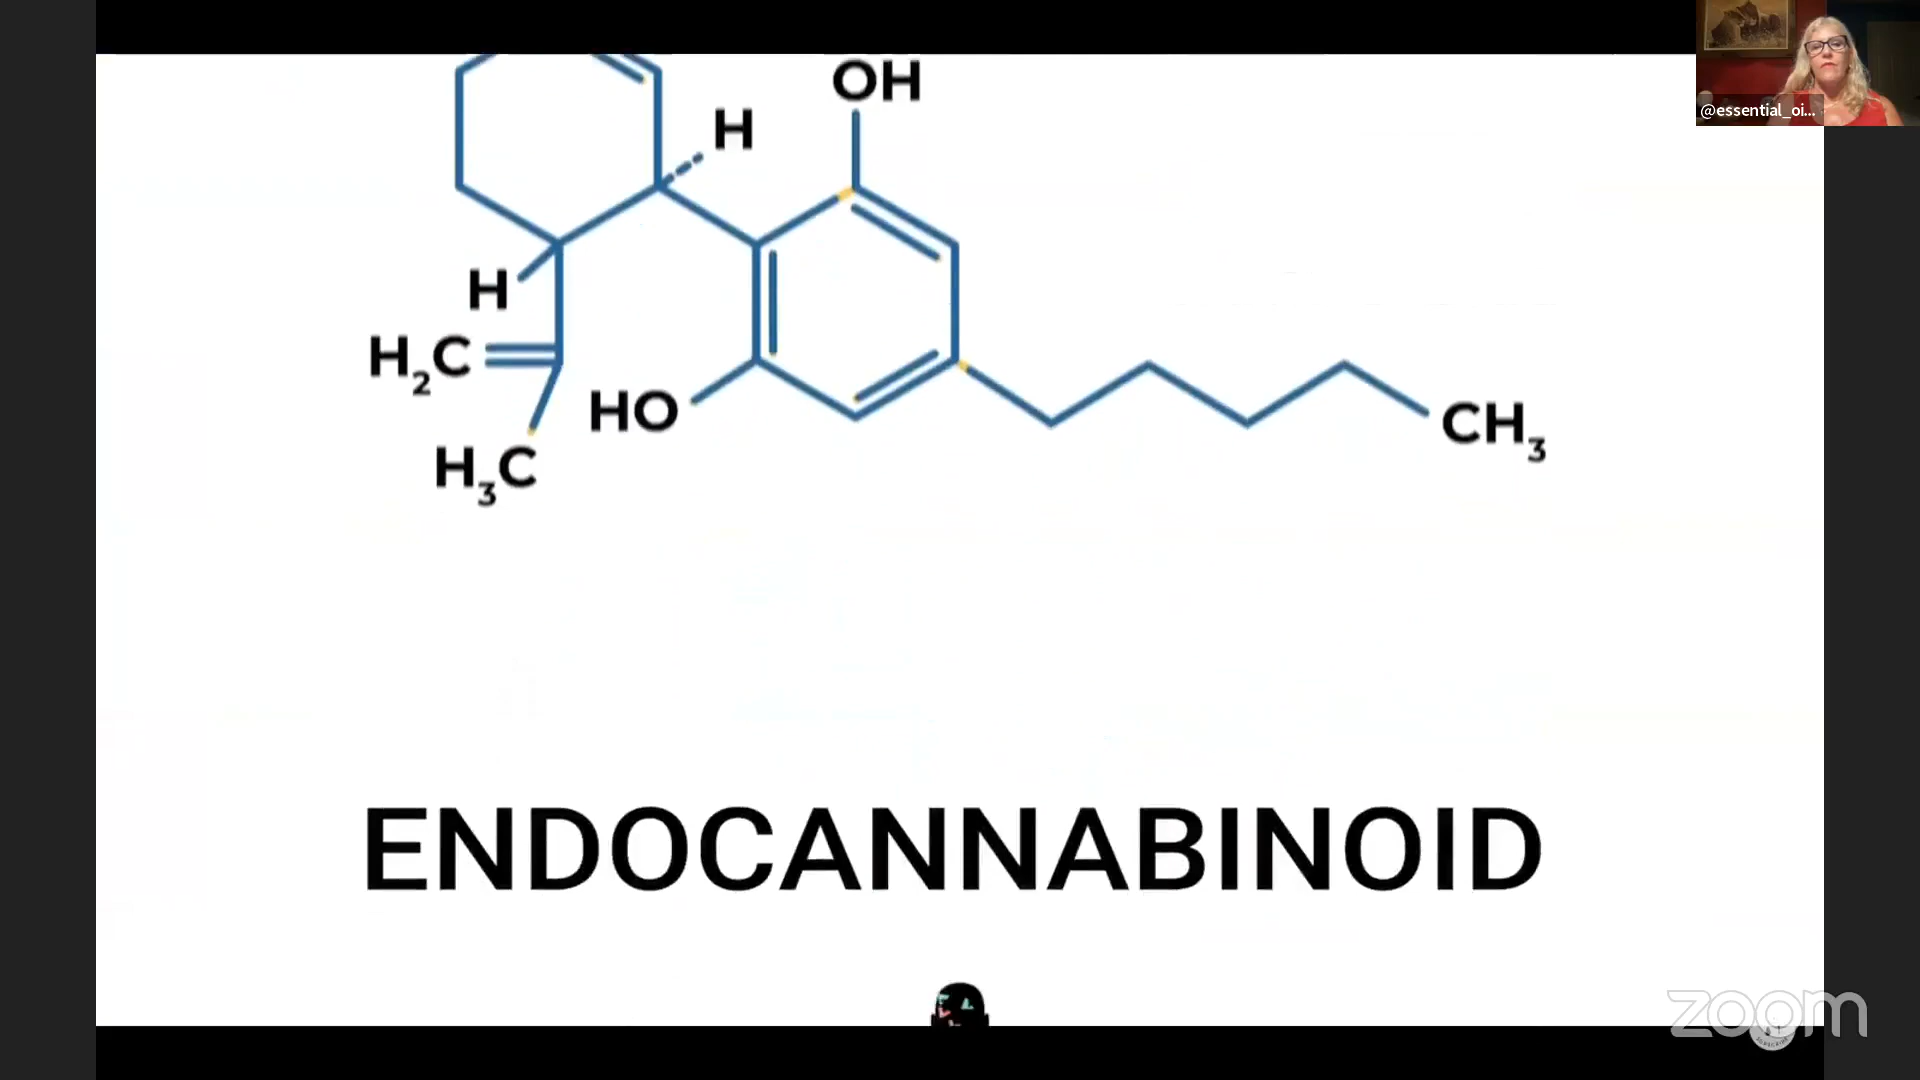 OH
H
H
H2C
HO
H3C
CH3
@essential_oi...
ENDOCANNABINOID
zoom